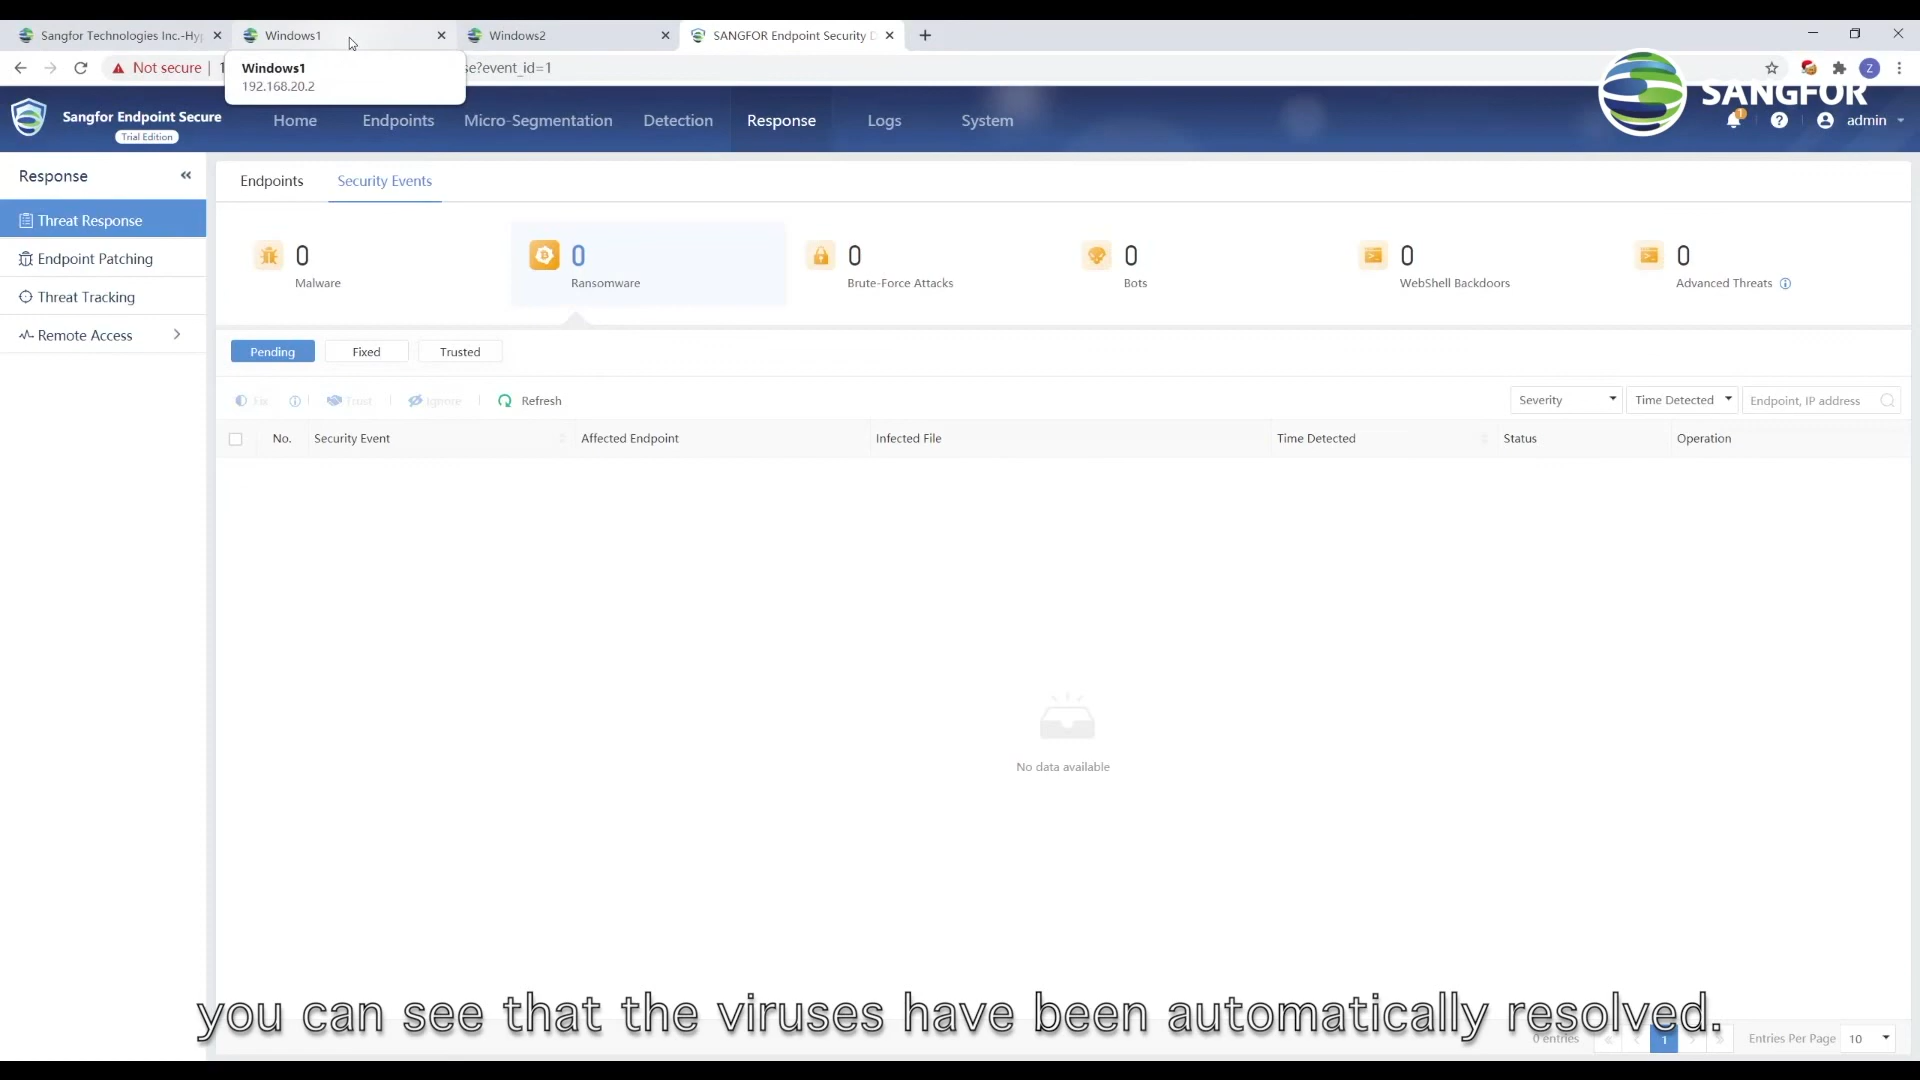 Sangfor Technologies Inc.-Hyp
Windows1
Windows2
SANGFOR Endpoint Security D
Not secure
se?event_id=1
Windows1
192.168.20.2
Sangfor Endpoint Secure
Trial Edition
Home
Endpoints
Micro-Segmentation
Detection
Response
Logs
System
SANGFOR
1
Z
admin
Response
Threat Response
Endpoint Patching
Threat Tracking
Remote Access
Endpoints
Security Events
0
Malware
0
Ransomware
0
Brute-Force Attacks
0
Bots
0
WebShell Backdoors
0
Advanced Threats
Pending
Fixed
Trusted
Fix
Trust
Ignore
Refresh
Severity
Time Detected
Endpoint, IP address
No.
Security Event
Affected Endpoint
Infected File
Time Detected
Status
Operation
No data available
you can see that the viruses have been automatically resolved.
0 entries
1
Entries Per Page
10